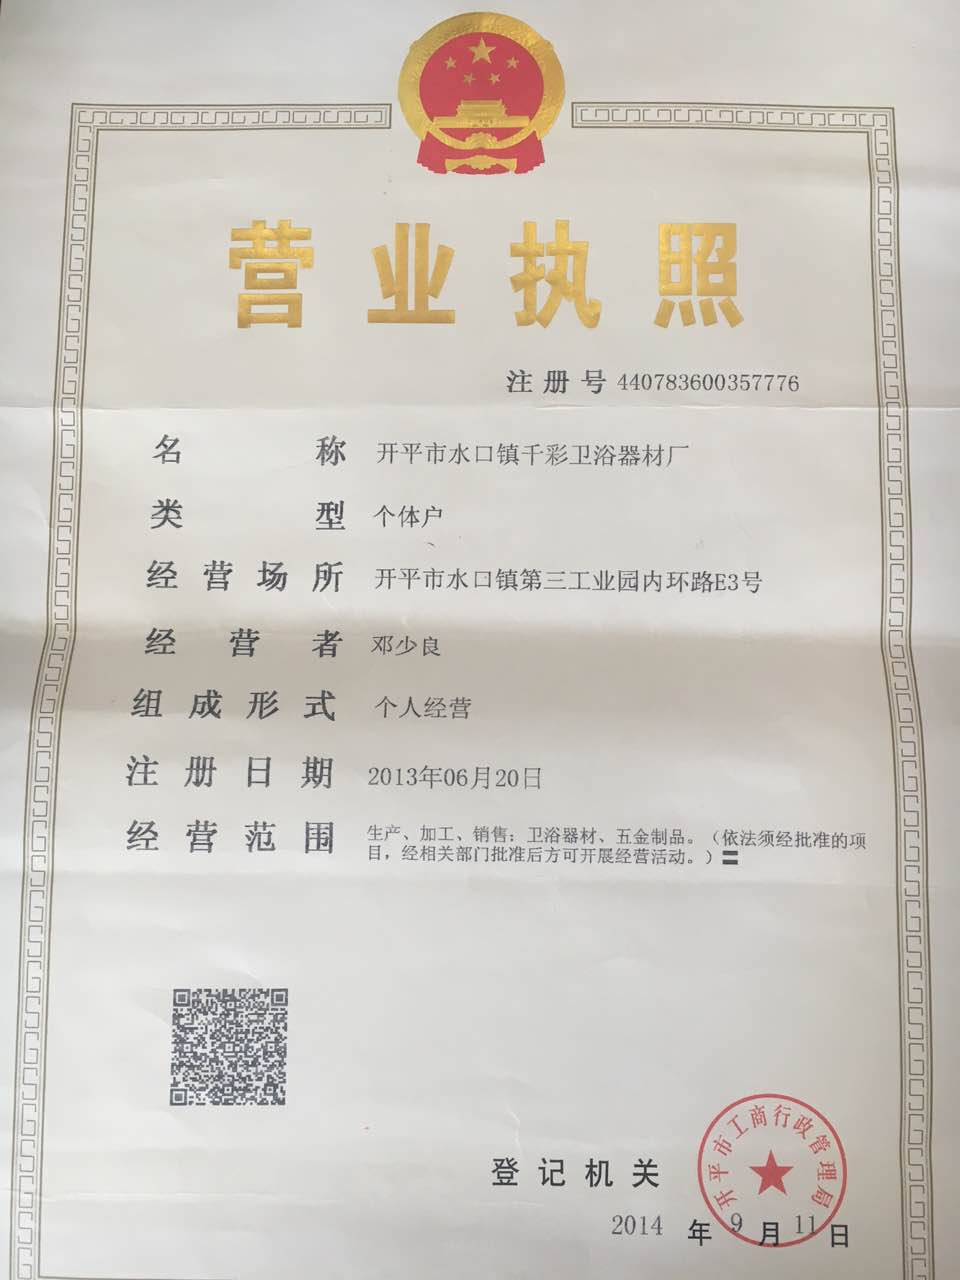 营业执照
注册号 440783600357776
名称 开平市水口镇千彩卫浴器材厂
类型 个体户
经营场所 开平市水口镇第三工业园内环路E3号
经营者 邓少良
组成形式 个人经营
注册日期 2013年06月20日
经营范围 生产、加工、销售：卫浴器材、五金制品。（依法须经批准的项
目，经相关部门批准后方可开展经营活动。）〓
开平市工商行政管理局
登记机关
2014 年 9 月 11 日